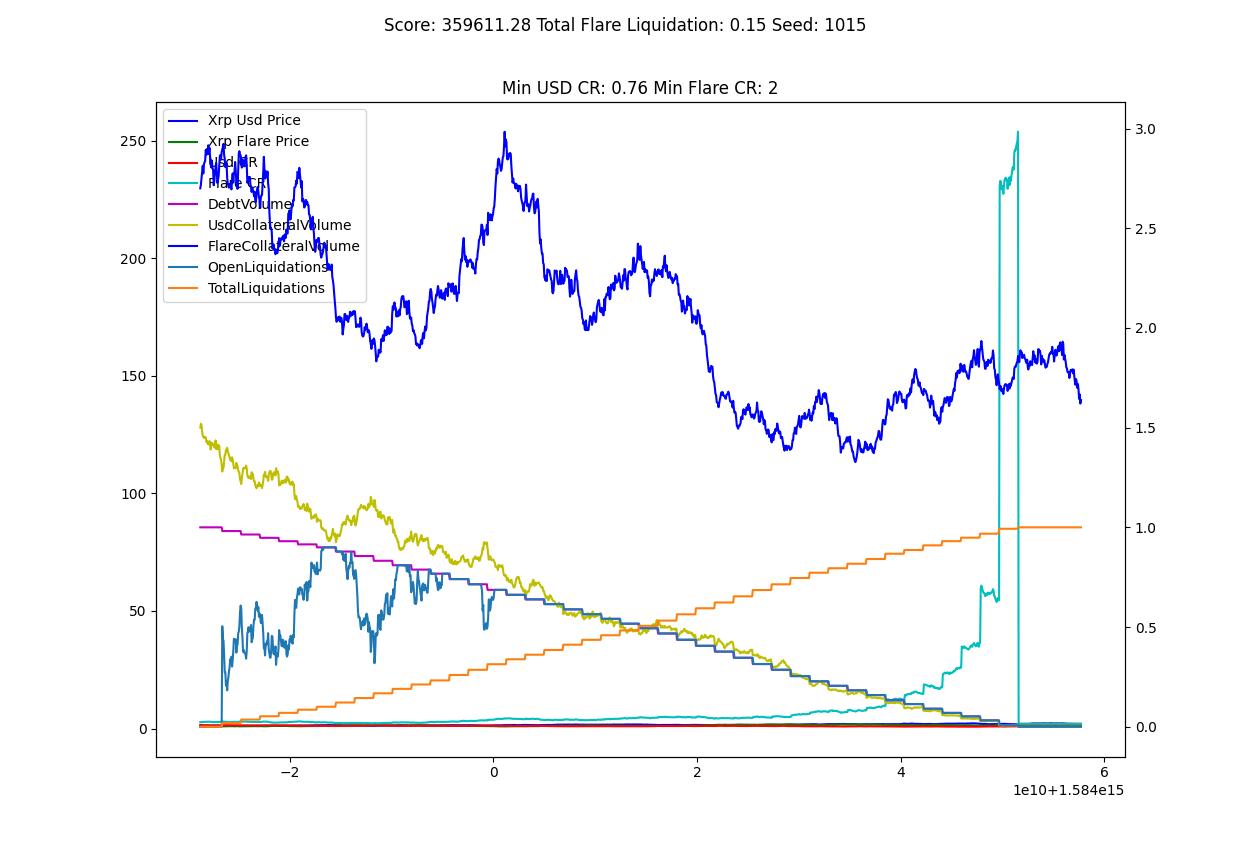 Score: 359611.28 Total Flare Liquidation: 0.15 Seed: 1015
Min USD CR: 0.76 Min Flare CR: 2
Xrp Usd Price
Xrp Flare Price
Usd CR
Flare CR
DebtVolume
UsdCollateralVolume
FlareCollateralVolume
OpenLiquidations
TotalLiquidations
250
200
150
100
50
0
3.0
2.5
2.0
1.5
1.0
0.5
0.0
−2
0
2
4
6
1e10+1.584e15